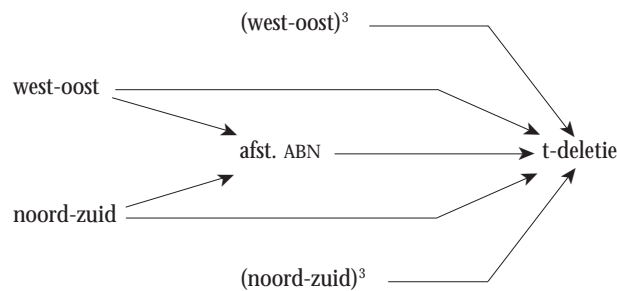 (west-oost)³
west-oost
afst. ABN
t-deletie
noord-zuid
(noord-zuid)³